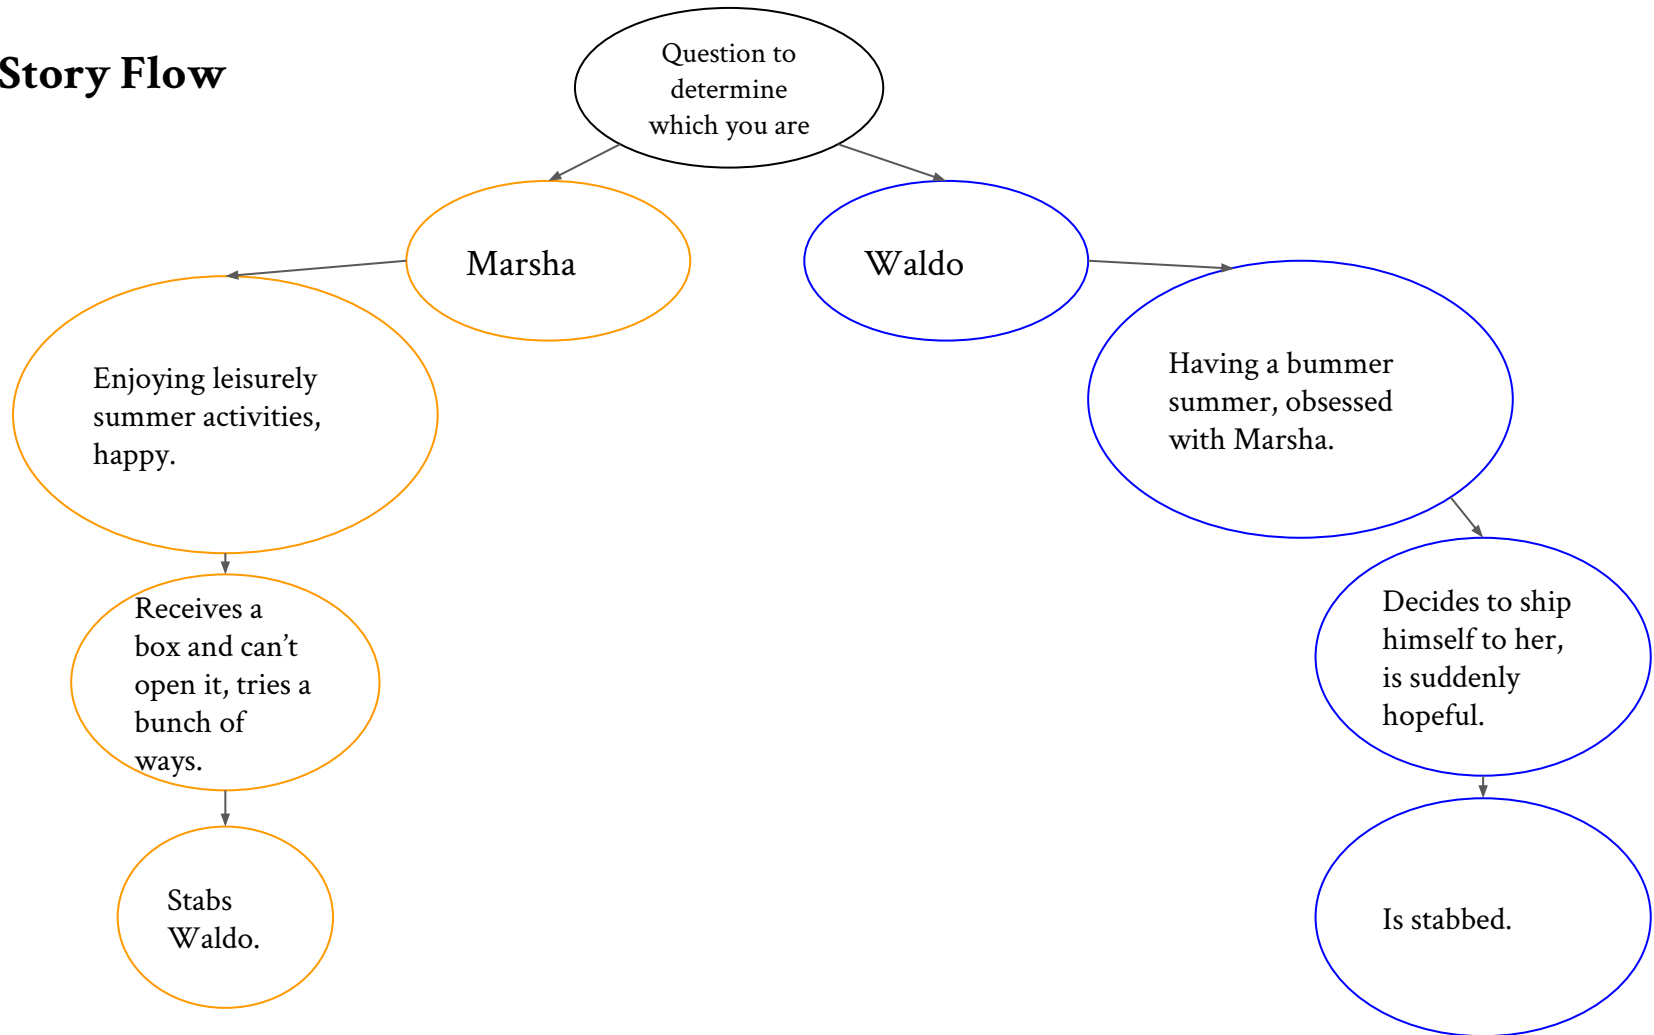 Story Flow
Question to
determine
which you are
Marsha
Waldo
Enjoying leisurely
summer activities,
happy.
Having a bummer
summer, obsessed
with Marsha.
Receives a
box and can’t
open it, tries a
bunch of
ways.
Decides to ship
himself to her,
is suddenly
hopeful.
Stabs
Waldo.
Is stabbed.